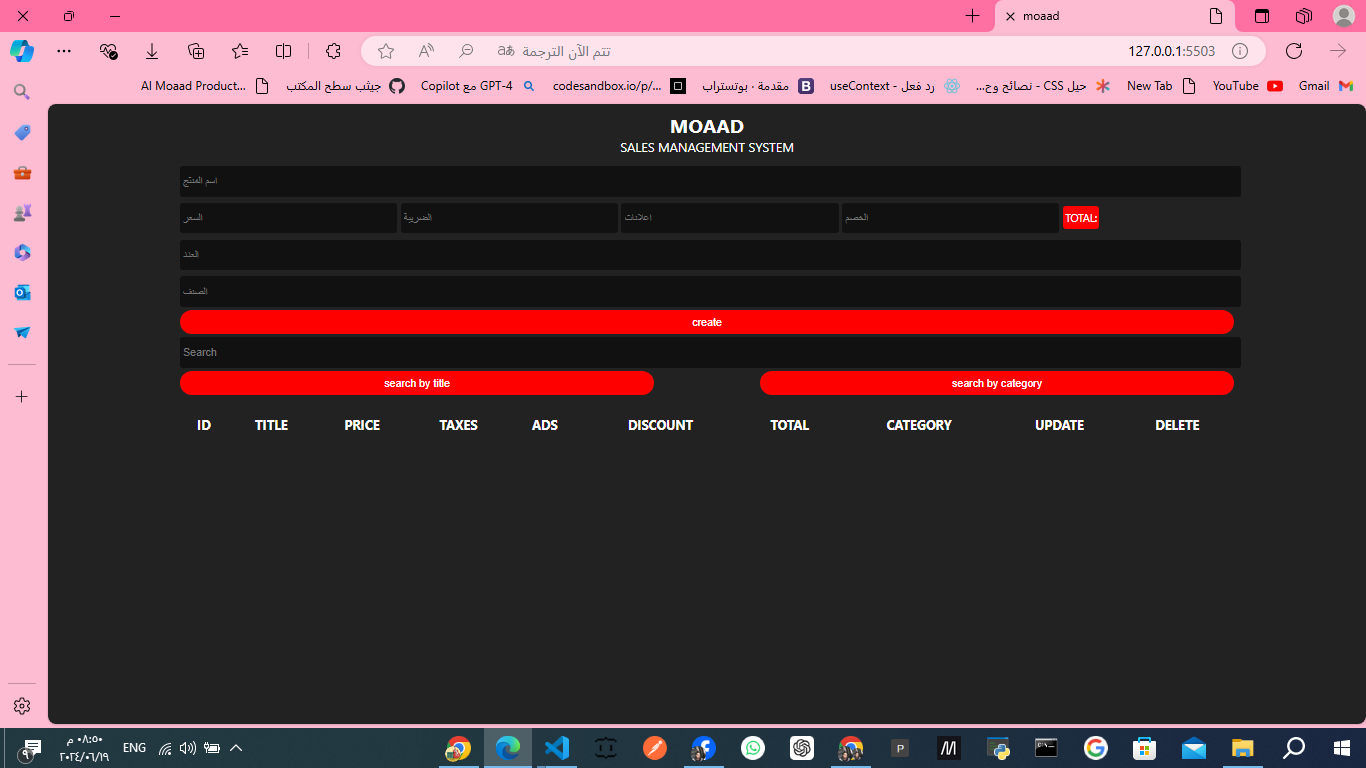 moaad
تتم الآن الترجمة
127.0.0.1:5503
Gmail
YouTube
New Tab
حيل CSS - نصائح وح...
رد فعل - useContext
مقدمة · بوتستراب
codesandbox.io/p/...
GPT-4 مع Copilot
جيثب سطح المكتب
Al Moaad Product...
MOAAD
SALES MANAGEMENT SYSTEM
اسم المنتج
السعر
الضريبة
اعلانات
الخصم
TOTAL:
العدد
الصنف
create
Search
search by title
search by category
ID TITLE PRICE TAXES ADS DISCOUNT TOTAL CATEGORY UPDATE DELETE
٠٨:٥٠ م
٢٠٢٤/٠٦/١٩
ENG